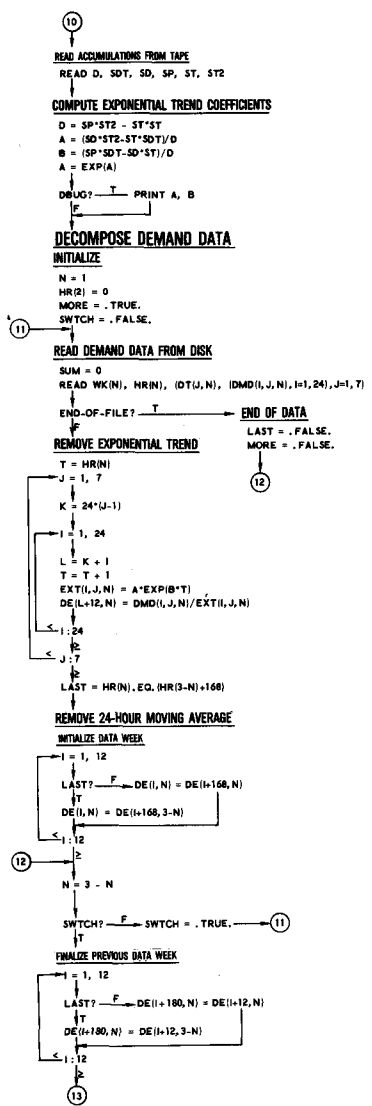 10
READ ACCUMULATIONS FROM TAPE
READ D, SDT, SD, SP, ST, ST2
COMPUTE EXPONENTIAL TREND COEFFICIENTS
D = SP*ST2 - ST*ST
A = (SD*ST2-ST*SDT)/D
B = (SP*SDT-SD*ST)/D
A = EXP(A)
DBUG? T PRINT A, B
F
DECOMPOSE DEMAND DATA
INITIALIZE
N = 1
HR(2) = 0
MORE = .TRUE.
SWTCH = .FALSE.
11
READ DEMAND DATA FROM DISK
SUM = 0
READ WK(N), HR(N), (DT(J,N), (DMD(I,J,N),I=1,24),J=1,7)
END-OF-FILE? T END OF DATA
F
LAST = .FALSE.
MORE = .FALSE.
12
REMOVE EXPONENTIAL TREND
T = HR(N)
J = 1, 7
K = 24*(J-1)
I = 1, 24
L = K + I
T = T + 1
EXT(I,J,N) = A*EXP(B*T)
DE(L+12,N) = DMD(I,J,N)/EXT(I,J,N)
< I:24
≥
< J:7
≥
LAST = HR(N).EQ.(HR(3-N)+168)
REMOVE 24-HOUR MOVING AVERAGE
INITIALIZE DATA WEEK
I = 1, 12
LAST? F DE(I,N) = DE(I+168,N)
T
DE(I,N) = DE(I+168,3-N)
< I:12
≥
12
N = 3 - N
SWTCH? F SWTCH = .TRUE. 11
T
FINALIZE PREVIOUS DATA WEEK
I = 1, 12
LAST? F DE(I+180,N) = DE(I+12,N)
T
DE(I+180,N) = DE(I+12,3-N)
< I:12
≥
13